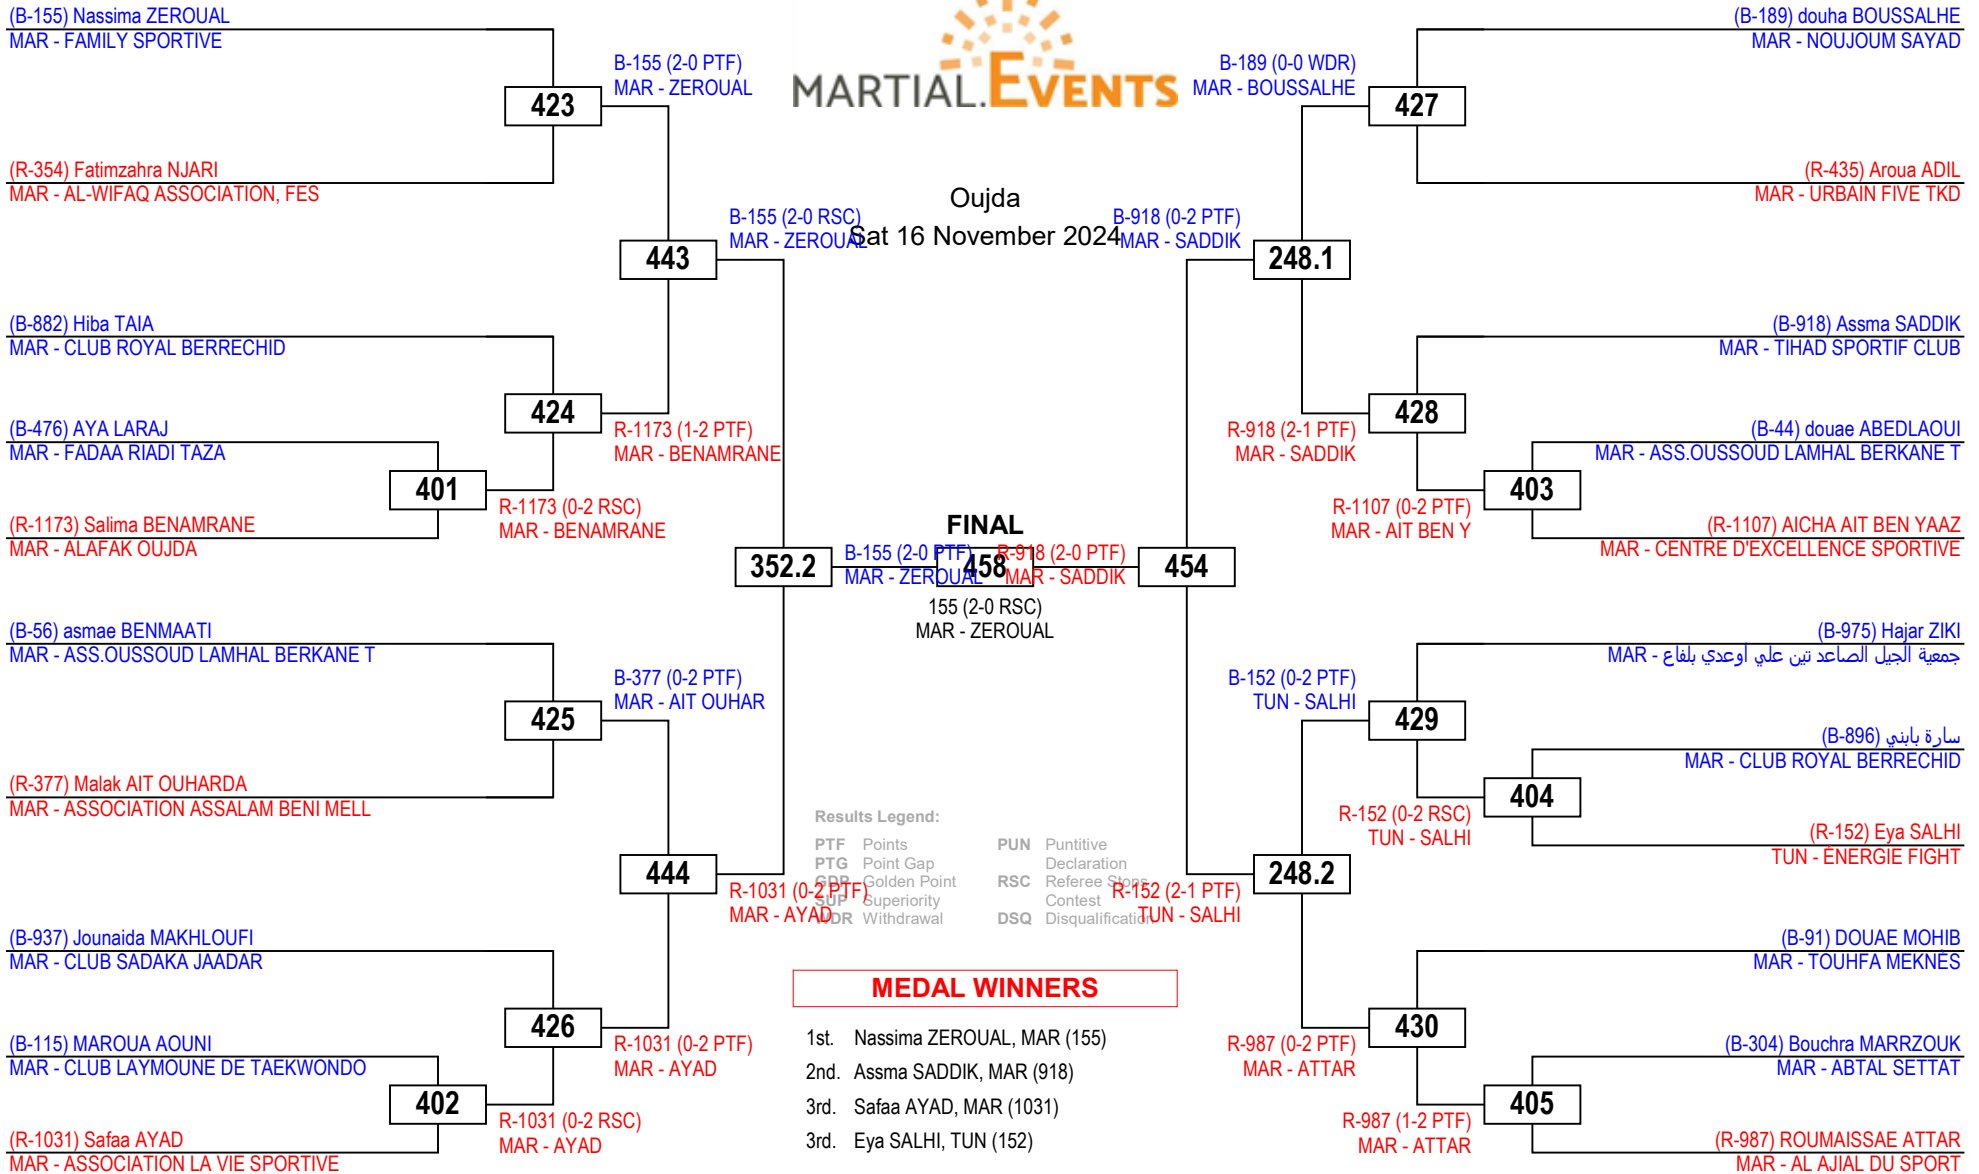 (B-155) Nassima ZEROUAL
MAR - FAMILY SPORTIVE
423
B-155 (2-0 PTF)
MAR - ZEROUAL
(R-354) Fatimzahra NJARI
MAR - AL-WIFAQ ASSOCIATION, FES
443
B-155 (2-0 RSC)
MAR - ZEROUAL
(B-882) Hiba TAIA
MAR - CLUB ROYAL BERRECHID
424
R-1173 (1-2 PTF)
MAR - BENAMRANE
(B-476) AYA LARAJ
MAR - FADAA RIADI TAZA
401
R-1173 (0-2 RSC)
MAR - BENAMRANE
(R-1173) Salima BENAMRANE
MAR - ALAFAK OUJDA
352.2
B-155 (2-0 PTF)
MAR - ZEROUAL
(B-56) asmae BENMAATI
MAR - ASS.OUSSOUD LAMHAL BERKANE T
425
B-377 (0-2 PTF)
MAR - AIT OUHAR
(R-377) Malak AIT OUHARDA
MAR - ASSOCIATION ASSALAM BENI MELL
444
R-1031 (0-2 PTF)
MAR - AYAD
(B-937) Jounaida MAKHLOUFI
MAR - CLUB SADAKA JAADAR
426
R-1031 (0-2 PTF)
MAR - AYAD
(B-115) MAROUA AOUNI
MAR - CLUB LAYMOUNE DE TAEKWONDO
402
R-1031 (0-2 RSC)
MAR - AYAD
(R-1031) Safaa AYAD
MAR - ASSOCIATION LA VIE SPORTIVE
MARTIAL.EVENTS
Oujda
Sat 16 November 2024
FINAL
458
155 (2-0 RSC)
MAR - ZEROUAL
Results Legend:
PTF Points
PTG Point Gap
GDP Golden Point
SUP Superiority
WDR Withdrawal
PUN Puntitive
Declaration
RSC Referee Stops
Contest
DSQ Disqualification
MEDAL WINNERS
1st. Nassima ZEROUAL, MAR (155)
2nd. Assma SADDIK, MAR (918)
3rd. Safaa AYAD, MAR (1031)
3rd. Eya SALHI, TUN (152)
(B-189) douha BOUSSALHE
MAR - NOUJOUM SAYAD
B-189 (0-0 WDR)
MAR - BOUSSALHE
427
(R-435) Aroua ADIL
MAR - URBAIN FIVE TKD
B-918 (0-2 PTF)
MAR - SADDIK
248.1
(B-918) Assma SADDIK
MAR - TIHAD SPORTIF CLUB
428
R-918 (2-1 PTF)
MAR - SADDIK
(B-44) douae ABEDLAOUI
MAR - ASS.OUSSOUD LAMHAL BERKANE T
403
R-1107 (0-2 PTF)
MAR - AIT BEN Y
(R-1107) AICHA AIT BEN YAAZ
MAR - CENTRE D'EXCELLENCE SPORTIVE
R-918 (2-0 PTF)
MAR - SADDIK
454
(B-975) Hajar ZIKI
MAR - جمعية الجيل الصاعد تين علي أوعدي بلفاع
B-152 (0-2 PTF)
TUN - SALHI
429
(B-896) سارة بابني
MAR - CLUB ROYAL BERRECHID
404
R-152 (0-2 RSC)
TUN - SALHI
(R-152) Eya SALHI
TUN - ÉNERGIE FIGHT
248.2
R-152 (2-1 PTF)
TUN - SALHI
(B-91) DOUAE MOHIB
MAR - TOUHFA MEKNÈS
430
R-987 (0-2 PTF)
MAR - ATTAR
(B-304) Bouchra MARRZOUK
MAR - ABTAL SETTAT
405
R-987 (1-2 PTF)
MAR - ATTAR
(R-987) ROUMAISSAE ATTAR
MAR - AL AJIAL DU SPORT